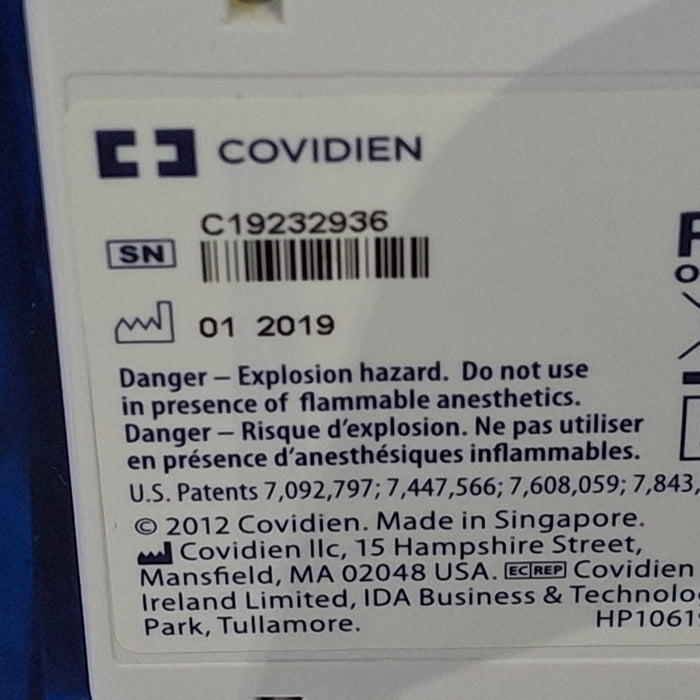 COVIDIEN
C19232936
SN
01 2019
Danger – Explosion hazard. Do not use
in presence of flammable anesthetics.
Danger – Risque d'explosion. Ne pas utiliser
en présence d'anesthésiques inflammables.
U.S. Patents 7,092,797; 7,447,566; 7,608,059; 7,843,
© 2012 Covidien. Made in Singapore.
Covidien llc, 15 Hampshire Street,
Mansfield, MA 02048 USA. EC REP Covidien
Ireland Limited, IDA Business & Technolo
Park, Tullamore. HP1061